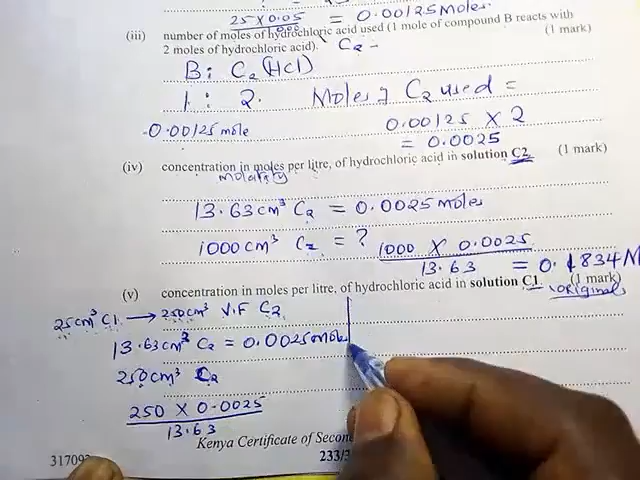 25 X 0.05 = 0.00125 Moles
1000
(iii) number of moles of hydrochloric acid used (1 mole of compound B reacts with
2 moles of hydrochloric acid). C2 - (1 mark)
B : C2 (HCl)
1 : 2. Moles of C2 used =
0.00125 mole 0.00125 X 2
= 0.0025
(iv) concentration in moles per litre, of hydrochloric acid in solution C2 (1 mark)
molarity
13.63 cm³ C2 = 0.0025 moles
1000 cm³ C2 = ? 1000 X 0.0025
13.63 = 0.1834 M
(v) concentration in moles per litre, of hydrochloric acid in solution C1 (1 mark)
original
25cm³ C1 → 250cm³ V.F C2
13.63 cm³ C2 = 0.0025 moles
250 cm³ C2
250 X 0.0025
13.63
Kenya Certificate of Secon
31709
233/3